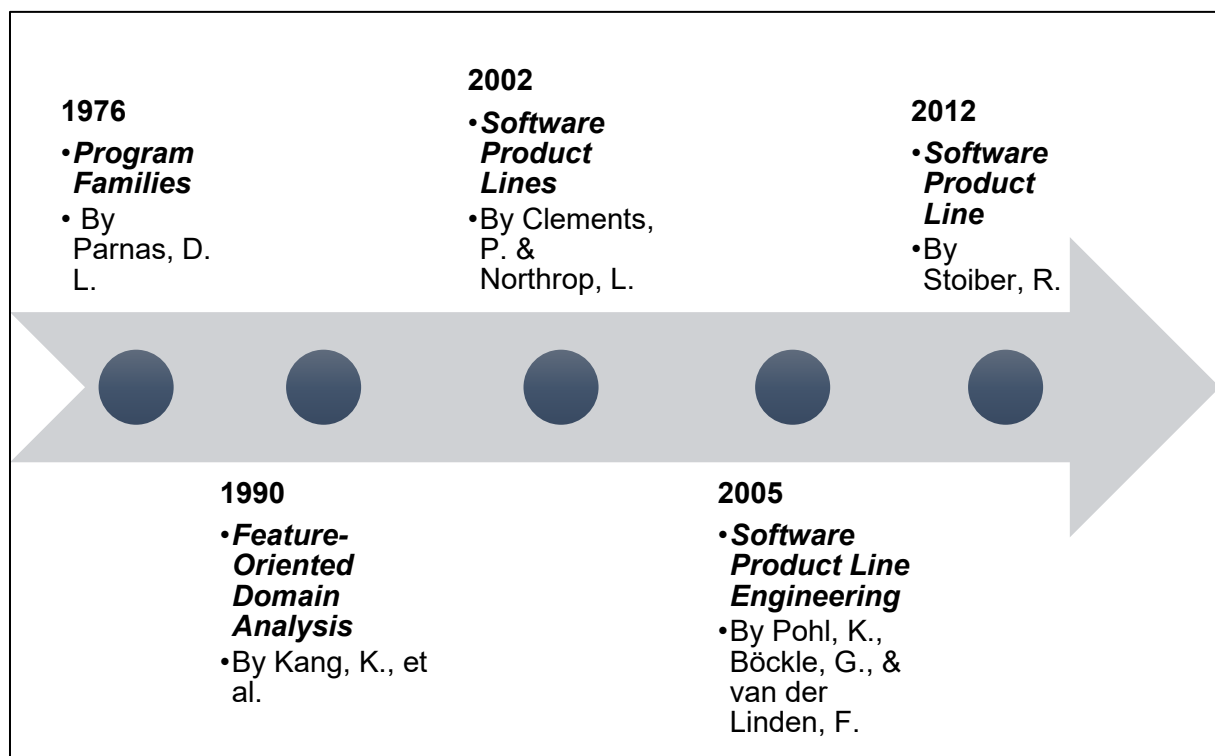 1976
•Program
Families
• By
Parnas, D.
L.
2002
•Software
Product
Lines
•By Clements,
P. &
Northrop, L.
2012
•Software
Product
Line
•By
Stoiber, R.
1990
•Feature-
Oriented
Domain
Analysis
•By Kang, K., et
al.
2005
•Software
Product Line
Engineering
•By Pohl, K.,
Böckle, G., &
van der
Linden, F.